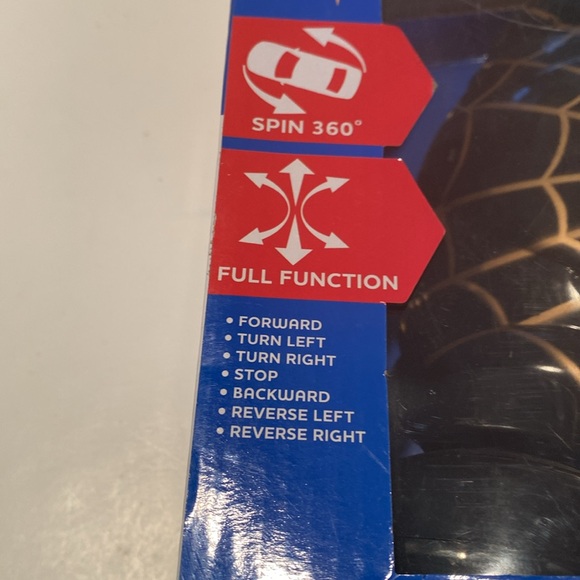 SPIN 360°
FULL FUNCTION
• FORWARD
• TURN LEFT
• TURN RIGHT
• STOP
• BACKWARD
• REVERSE LEFT
• REVERSE RIGHT